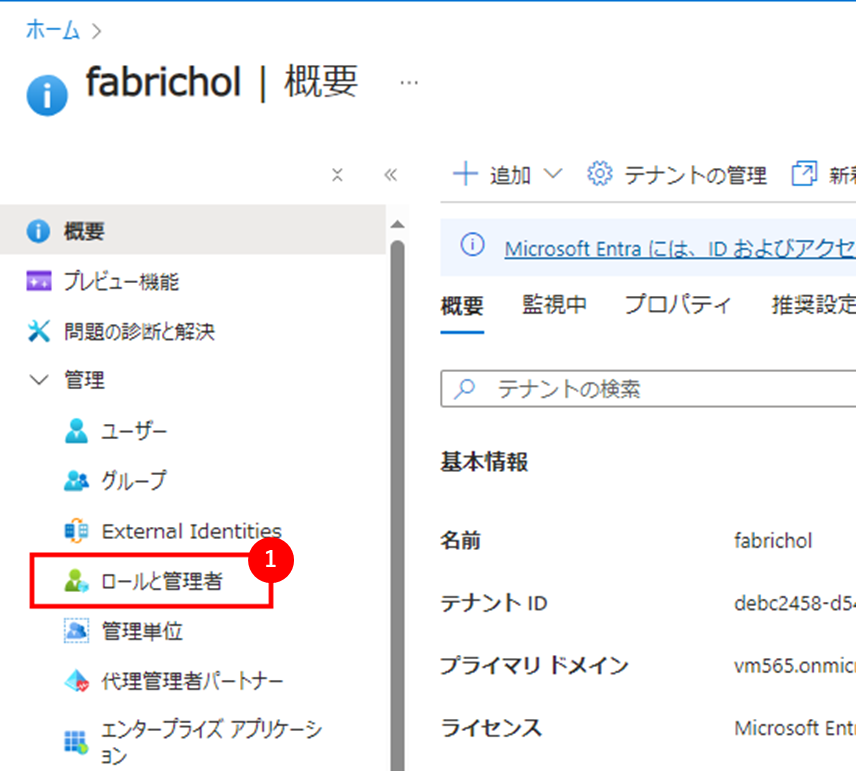 ホーム
fabrichol | 概要
追加
テナントの管理
概要
プレビュー機能
問題の診断と解決
管理
ユーザー
グループ
External Identities
1
ロールと管理者
管理単位
代理管理者パートナー
エンタープライズ アプリケーシ
ョン
Microsoft Entra には、ID およびアクセ
概要 監視中 プロパティ 推奨設定
テナントの検索
基本情報
名前 fabrichol
テナント ID debc2458-d54
プライマリ ドメイン vm565.onmicr
ライセンス Microsoft Entr